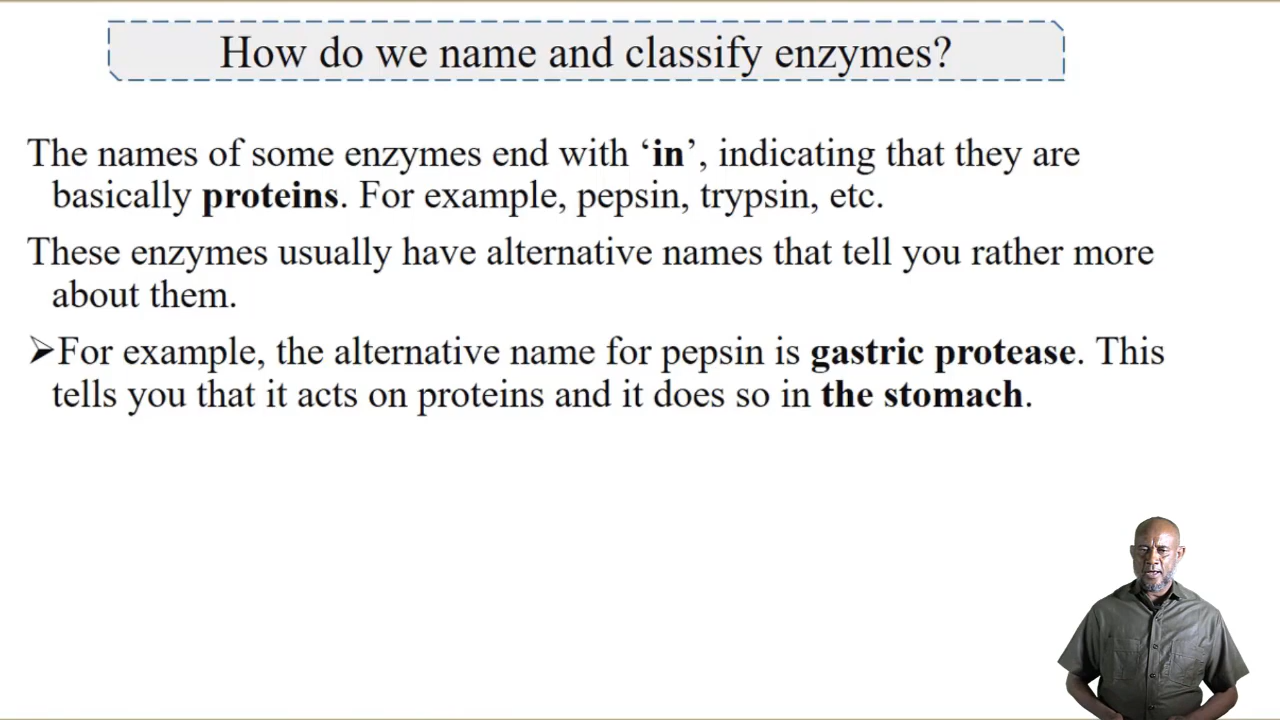 How do we name and classify enzymes?
The names of some enzymes end with ‘in’, indicating that they are
basically proteins. For example, pepsin, trypsin, etc.
These enzymes usually have alternative names that tell you rather more
about them.
➢For example, the alternative name for pepsin is gastric protease. This
tells you that it acts on proteins and it does so in the stomach.